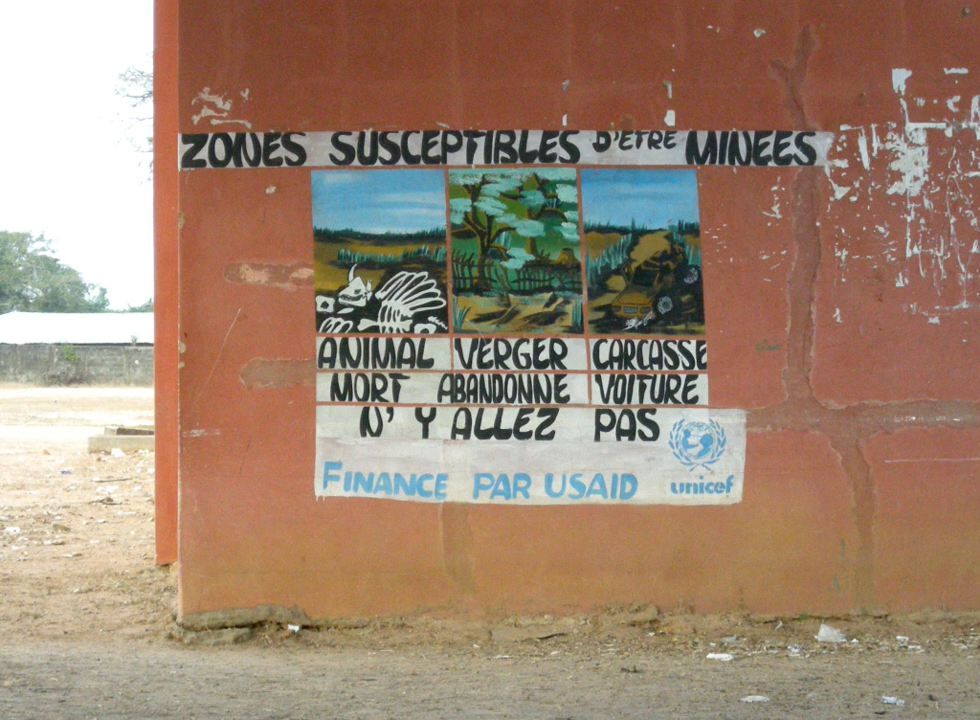 ZONES SUSCEPTIBLES D'ETRE MINEES
ANIMAL VERGER CARCASSE
MORT ABANDONNE VOITURE
N'Y ALLEZ PAS
FINANCE PAR USAID unicef